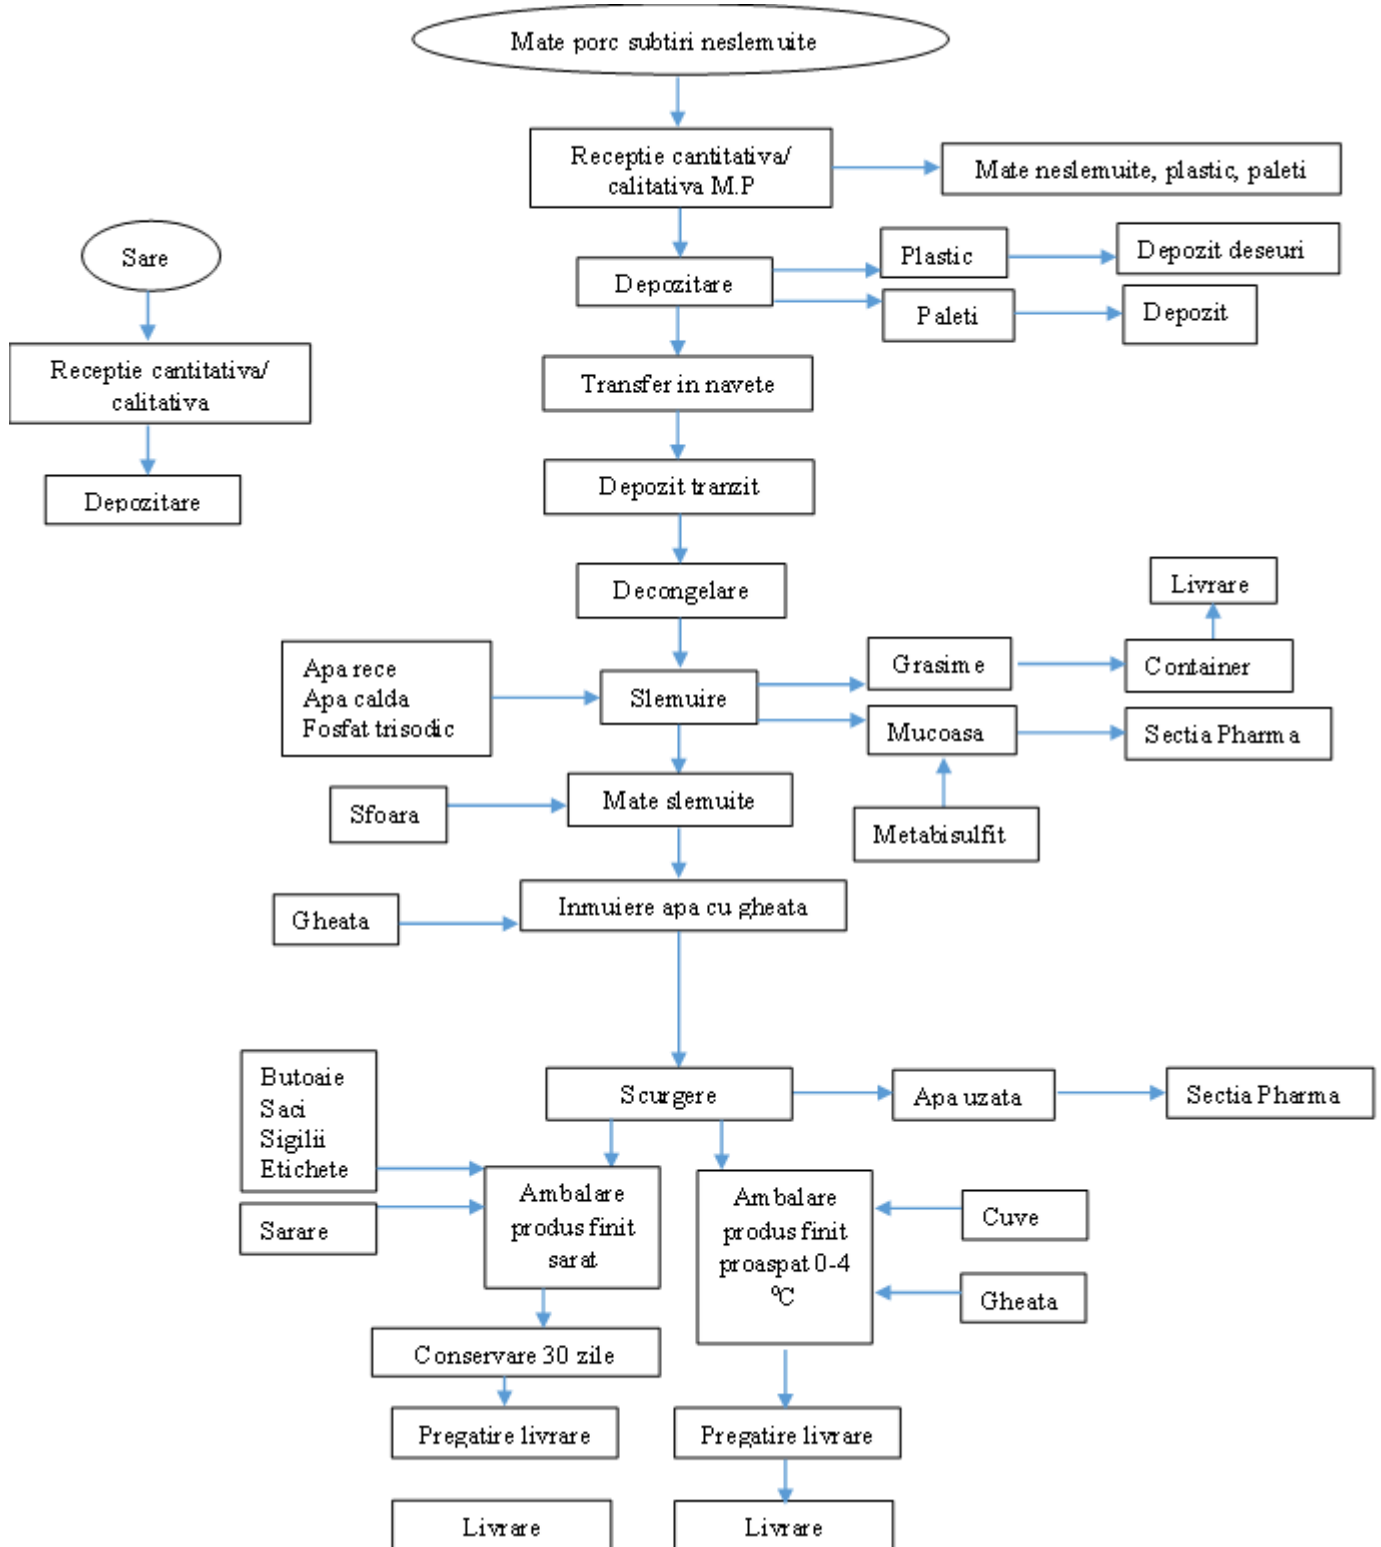 Mate porc subtiri neslemuite
Receptie cantitativa/
calitativa M.P
Mate neslemuite, plastic, paleti
Sare
Plastic
Depozit deseuri
Depozitare
Paleti
Depozit
Receptie cantitativa/
calitativa
Transfer in navete
Depozitare
Depozit tranzit
Decongelare
Livrare
Apa rece
Apa calda
Fosfat trisodic
Slemuire
Grasime
Container
Mucoasa
Sectia Pharma
Sfoara
Mate slemuite
Metabisulfit
Gheata
Inmuiere apa cu gheata
Butoaie
Saci
Sigilii
Etichete
Scurgere
Apa uzata
Sectia Pharma
Sarare
Ambalare
produs finit
sarat
Ambalare
produs finit
proaspat 0-4
ºC
Cuve
Gheata
Conservare 30 zile
Pregatire livrare
Pregatire livrare
Livrare
Livrare